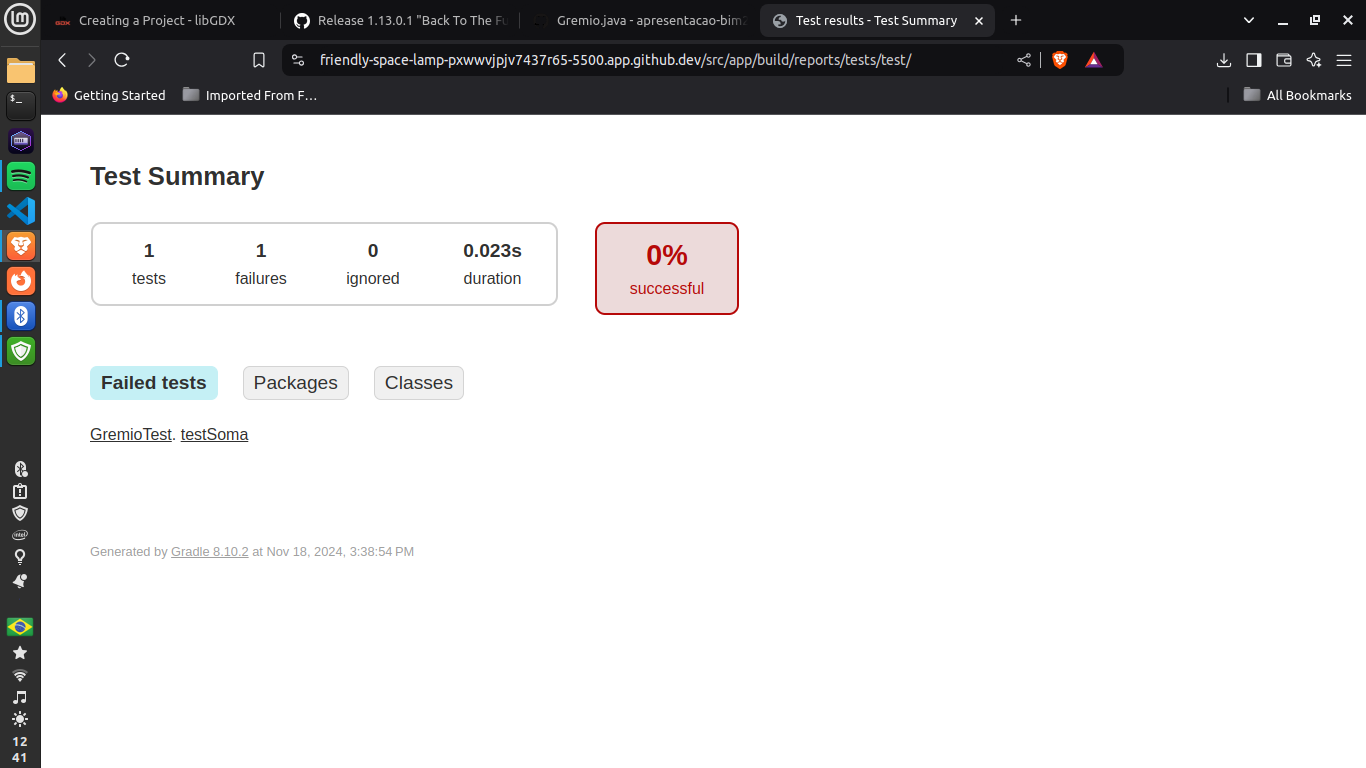 Creating a Project - libGDX
Release 1.13.0.1 "Back To The Fu
Gremio.java - apresentacao-bim2
Test results - Test Summary
friendly-space-lamp-pxwwvjpjv7437r65-5500.app.github.dev/src/app/build/reports/tests/test/
Getting Started
Imported From F…
All Bookmarks
Test Summary
1 1 0 0.023s
tests failures ignored duration
0%
successful
Failed tests Packages Classes
GremioTest. testSoma
Generated by Gradle 8.10.2 at Nov 18, 2024, 3:38:54 PM
12
41